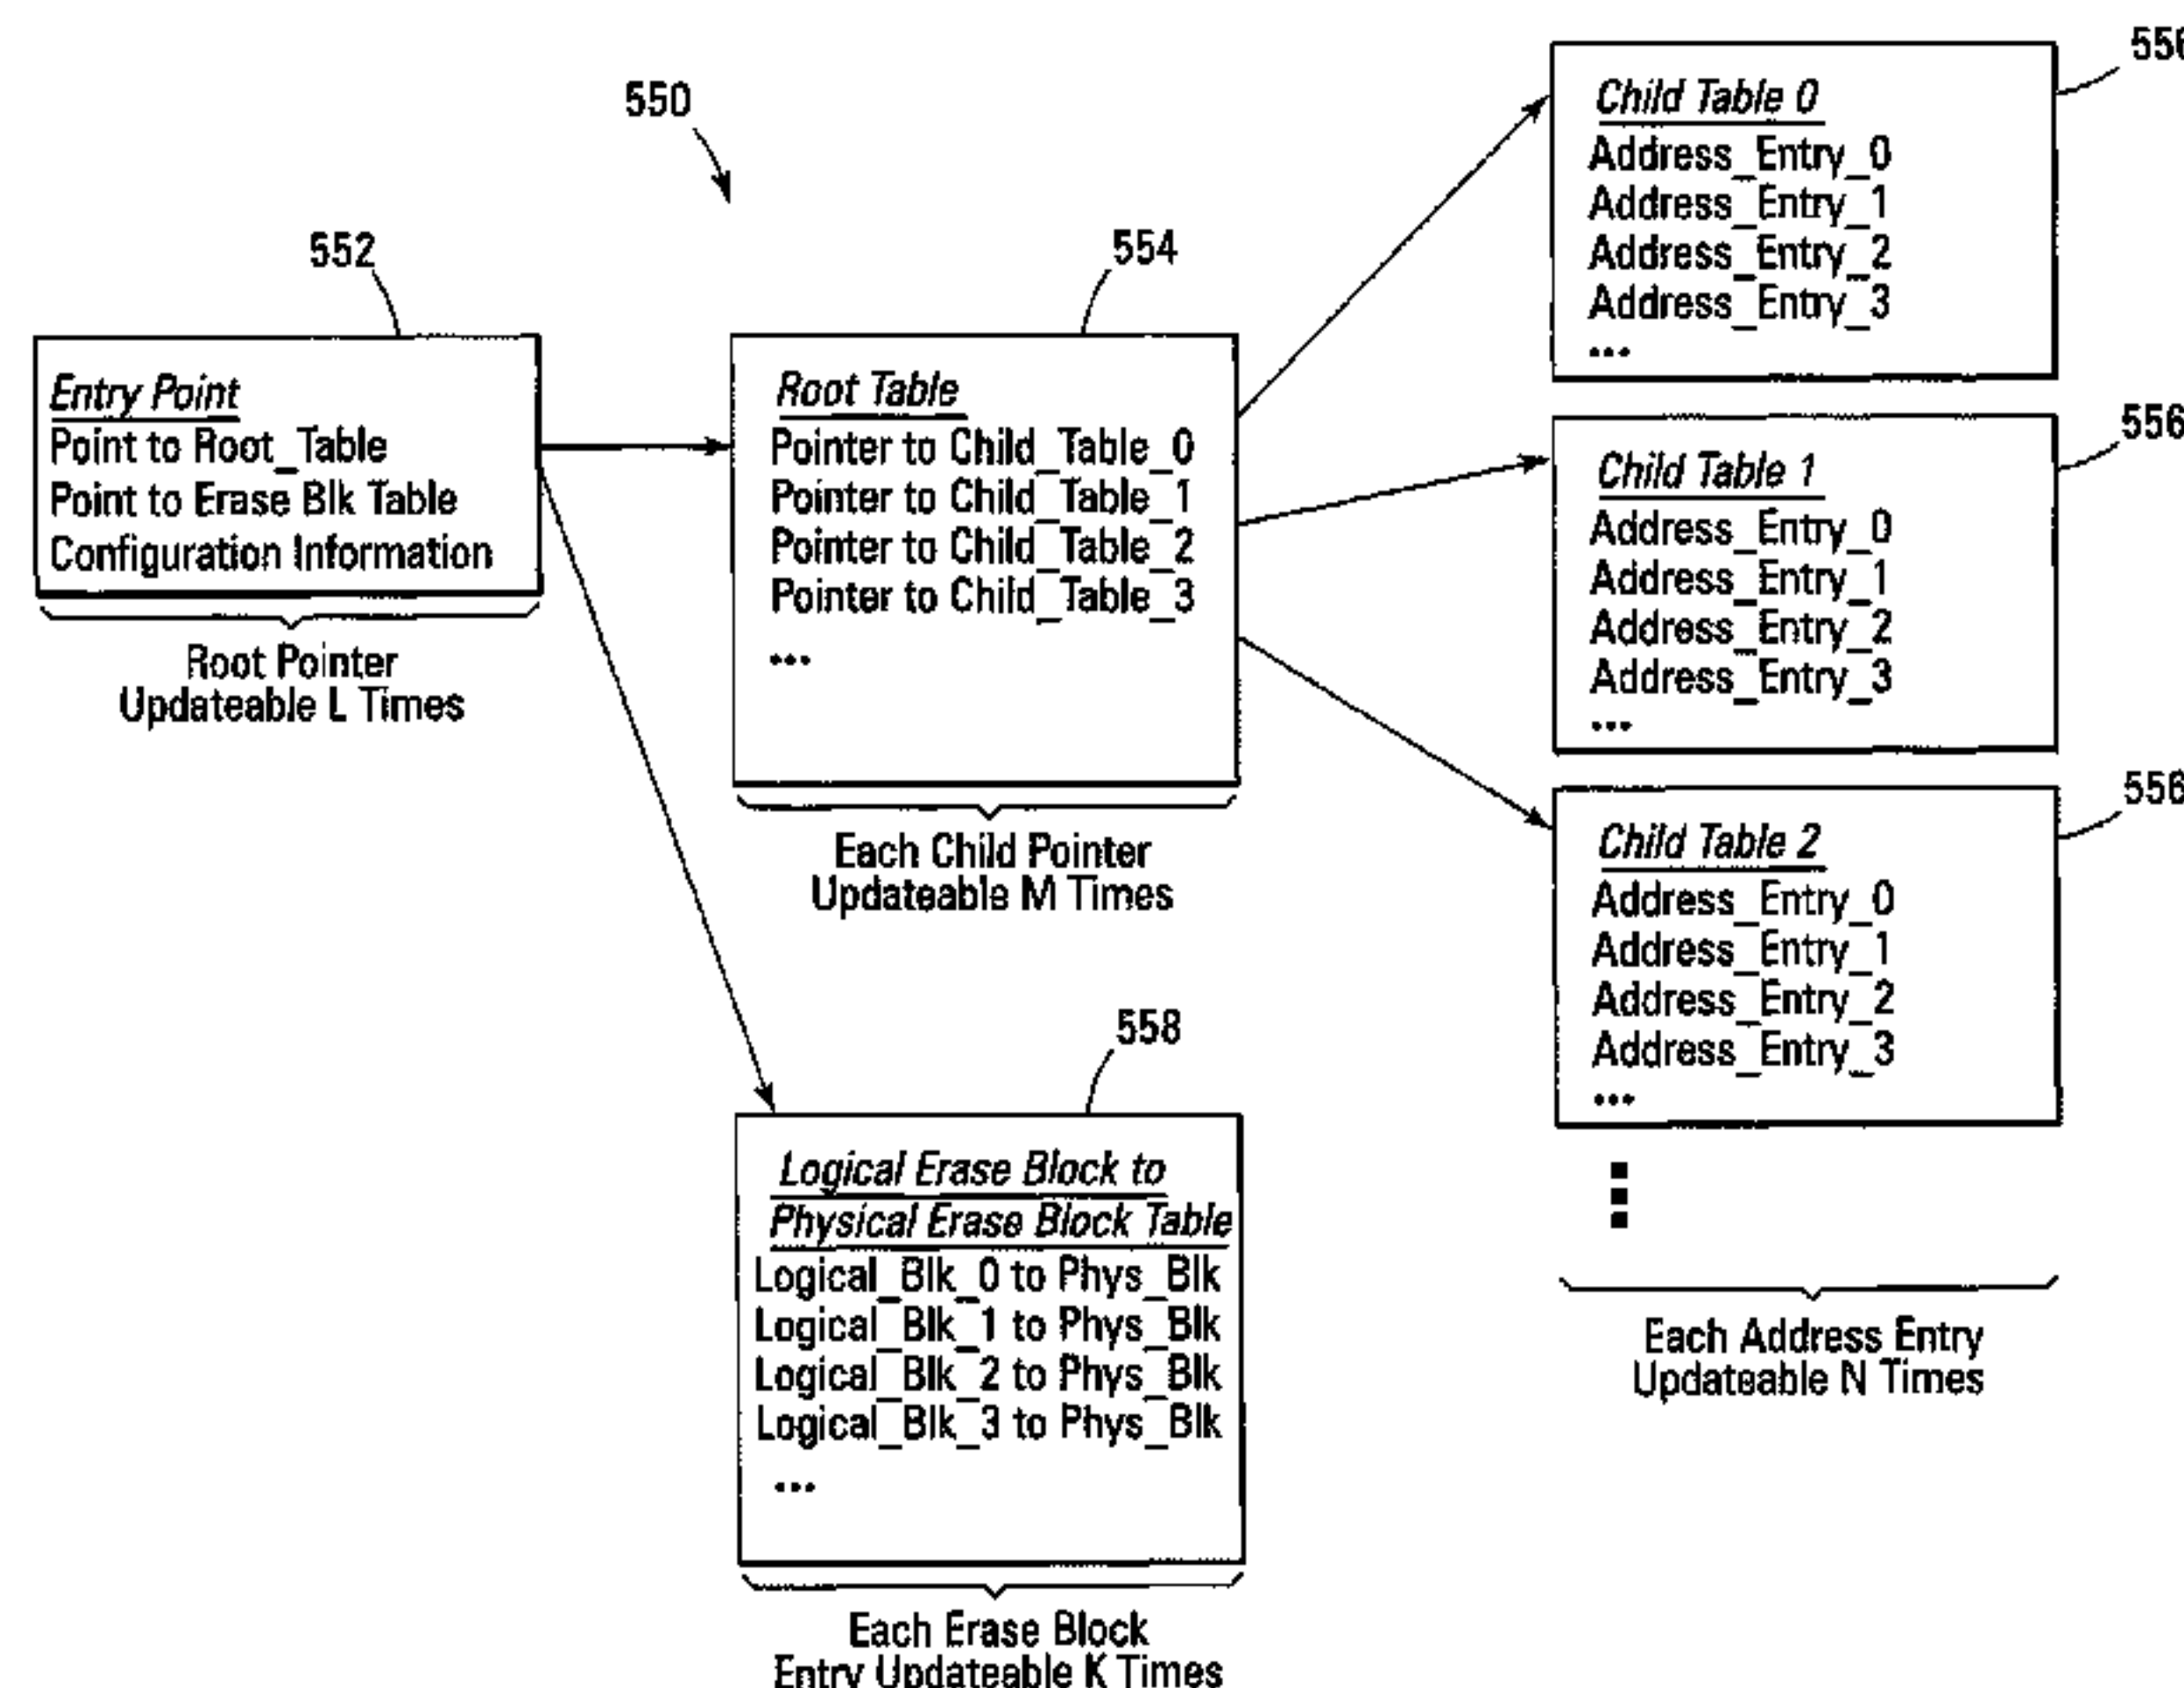 550
552
Entry Point
Point to Root_Table
Point to Erase Blk Table
Configuration Information
Root Pointer
Updateable L Times
554
Root Table
Pointer to Child_Table_0
Pointer to Child_Table_1
Pointer to Child_Table_2
Pointer to Child_Table_3
...
Each Child Pointer
Updateable M Times
556
Child Table 0
Address_Entry_0
Address_Entry_1
Address_Entry_2
Address_Entry_3
...
556
Child Table 1
Address_Entry_0
Address_Entry_1
Address_Entry_2
Address_Entry_3
...
556
Child Table 2
Address_Entry_0
Address_Entry_1
Address_Entry_2
Address_Entry_3
...
Each Address Entry
Updateable N Times
558
Logical Erase Block to
Physical Erase Block Table
Logical_Blk_0 to Phys_Blk
Logical_Blk_1 to Phys_Blk
Logical_Blk_2 to Phys_Blk
Logical_Blk_3 to Phys_Blk
...
Each Erase Block
Entry Updateable K Times